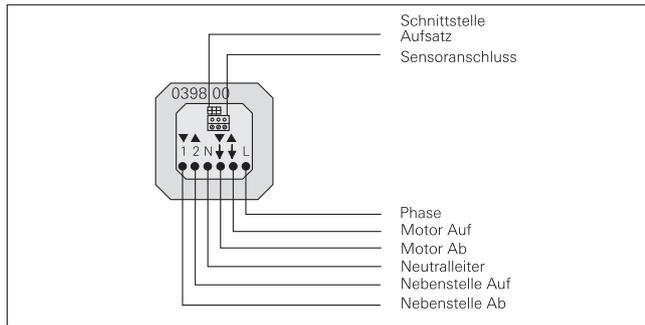 Schnittstelle
Aufsatz
Sensoranschluss
0398 00
1 2 N L
Phase
Motor Auf
Motor Ab
Neutralleiter
Nebenstelle Auf
Nebenstelle Ab